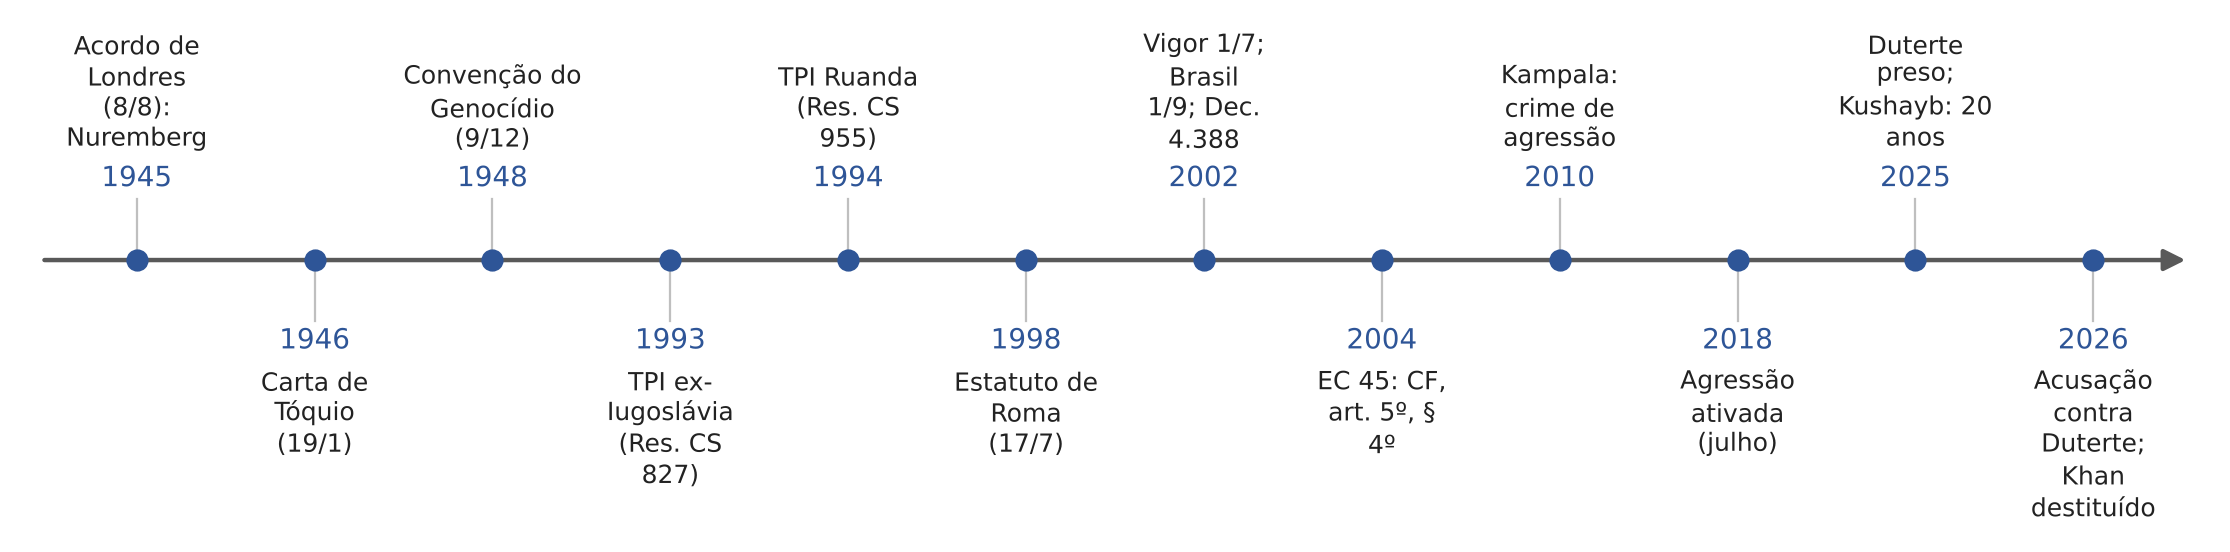 Acordo de
Londres
(8/8):
Nuremberg
1945
1946
Carta de
Tóquio
(19/1)
Convenção do
Genocídio
(9/12)
1948
1993
TPI ex-
Iugoslávia
(Res. CS
827)
TPI Ruanda
(Res. CS
955)
1994
1998
Estatuto de
Roma
(17/7)
Vigor 1/7;
Brasil
1/9; Dec.
4.388
2002
2004
EC 45: CF,
art. 5º, §
4º
Kampala:
crime de
agressão
2010
2018
Agressão
ativada
(julho)
Duterte
preso;
Kushayb: 20
anos
2025
2026
Acusação
contra
Duterte;
Khan
destituído